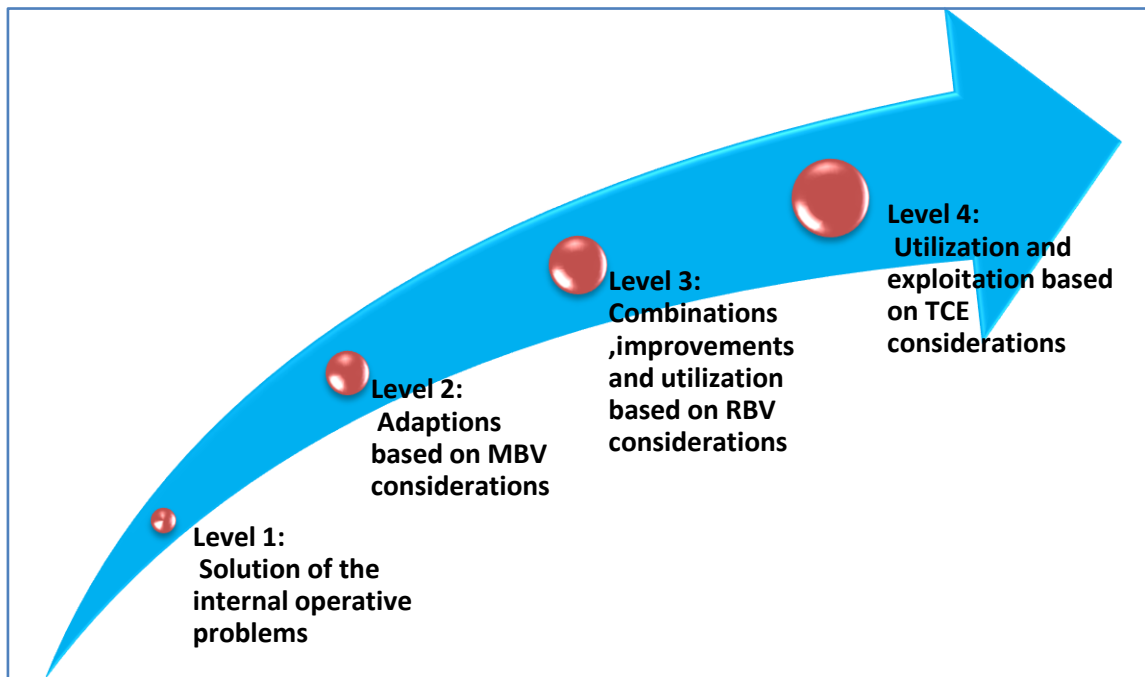 Level 1:
Solution of the
internal operative
problems
Level 2:
Adaptions
based on MBV
considerations
Level 3:
Combinations
,improvements
and utilization
based on RBV
considerations
Level 4:
Utilization and
exploitation based
on TCE
considerations